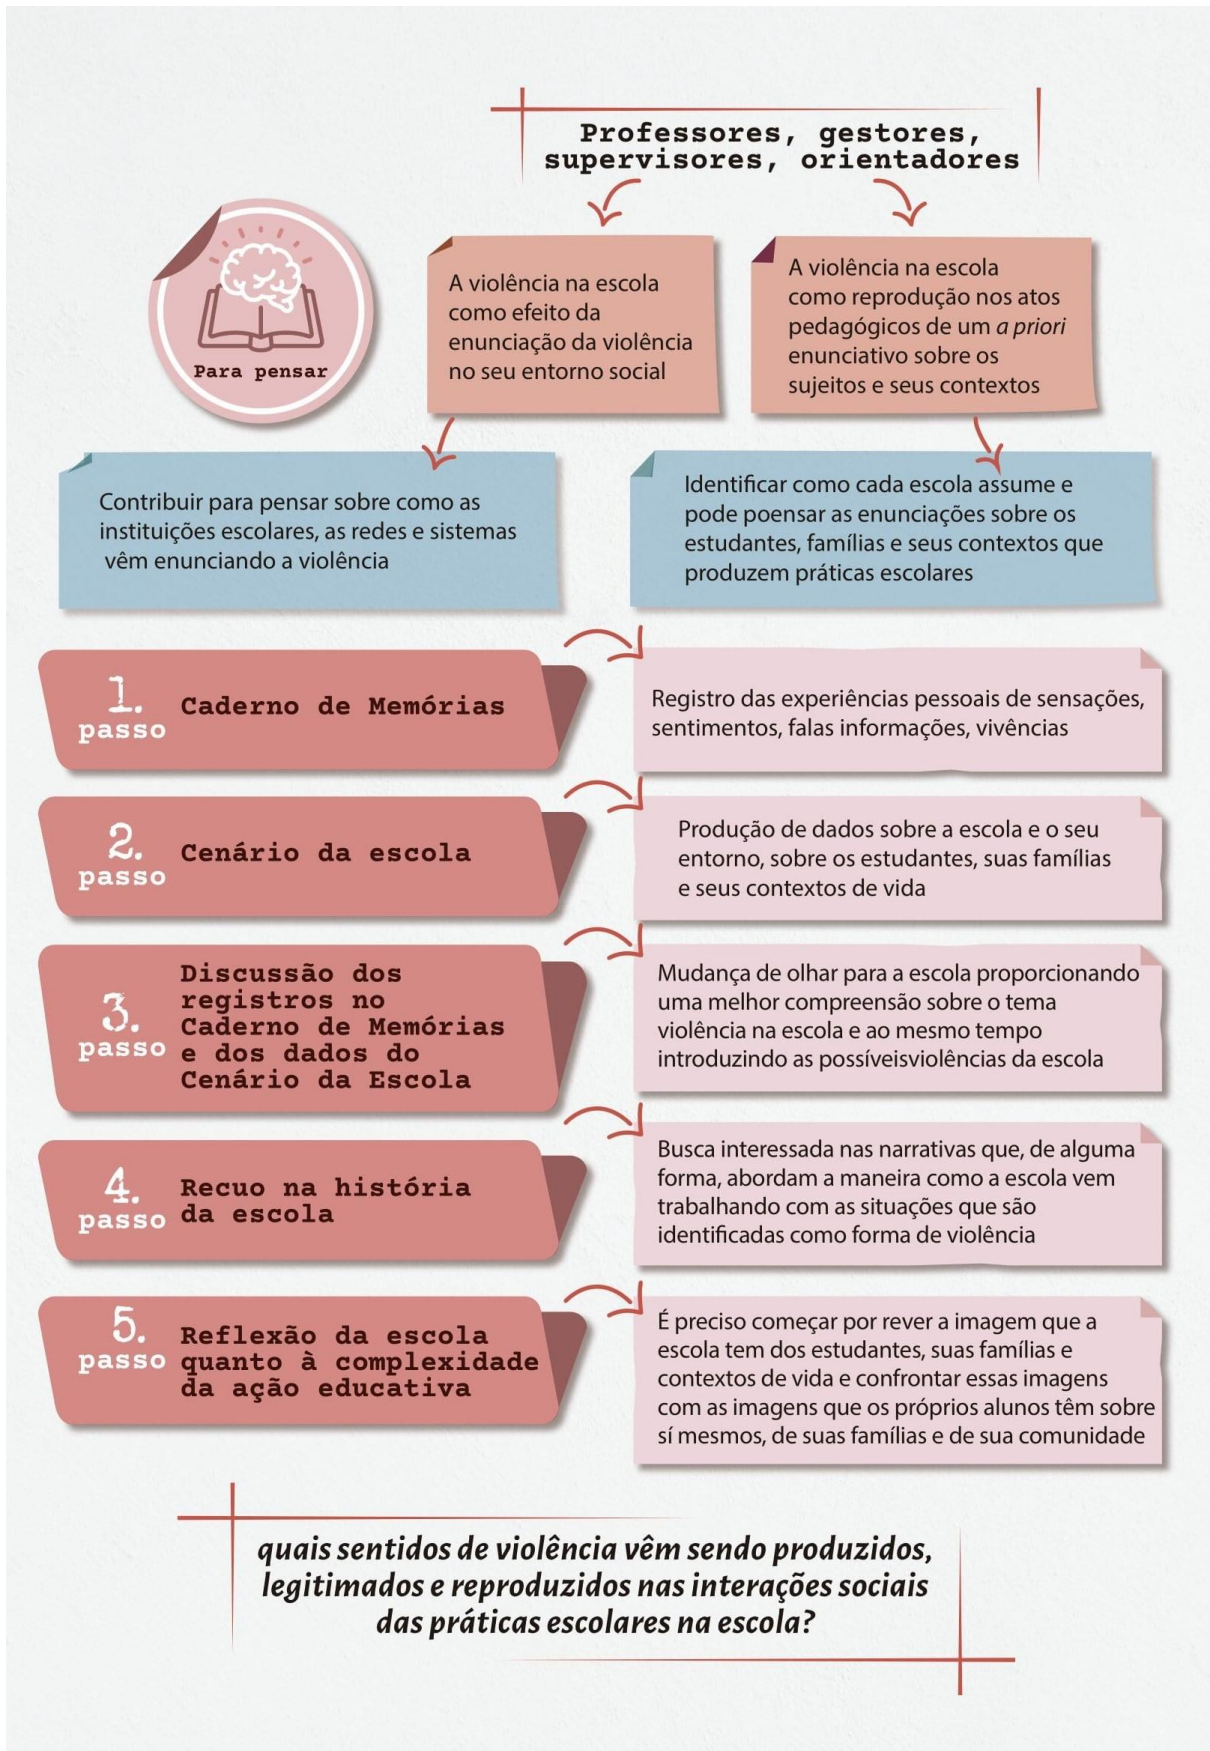 Professores, gestores,
supervisores, orientadores
Para pensar
A violência na escola
como efeito da
enunciação da violência
no seu entorno social
A violência na escola
como reprodução nos atos
pedagógicos de um a priori
enunciativo sobre os
sujeitos e seus contextos
Contribuir para pensar sobre como as
instituições escolares, as redes e sistemas
vêm enunciando a violência
Identificar como cada escola assume e
pode poensar as enunciações sobre os
estudantes, famílias e seus contextos que
produzem práticas escolares
1.
passo
Caderno de Memórias
Registro das experiências pessoais de sensações,
sentimentos, falas informações, vivências
2.
passo
Cenário da escola
Produção de dados sobre a escola e o seu
entorno, sobre os estudantes, suas famílias
e seus contextos de vida
3.
passo
Discussão dos
registros no
Caderno de Memórias
e dos dados do
Cenário da Escola
Mudança de olhar para a escola proporcionando
uma melhor compreensão sobre o tema
violência na escola e ao mesmo tempo
introduzindo as possíveisviolências da escola
4.
passo
Recuo na história
da escola
Busca interessada nas narrativas que, de alguma
forma, abordam a maneira como a escola vem
trabalhando com as situações que são
identificadas como forma de violência
5.
passo
Reflexão da escola
quanto à complexidade
da ação educativa
É preciso começar por rever a imagem que a
escola tem dos estudantes, suas famílias e
contextos de vida e confrontar essas imagens
com as imagens que os próprios alunos têm sobre
sí mesmos, de suas famílias e de sua comunidade
quais sentidos de violência vêm sendo produzidos,
legitimados e reproduzidos nas interações sociais
das práticas escolares na escola?